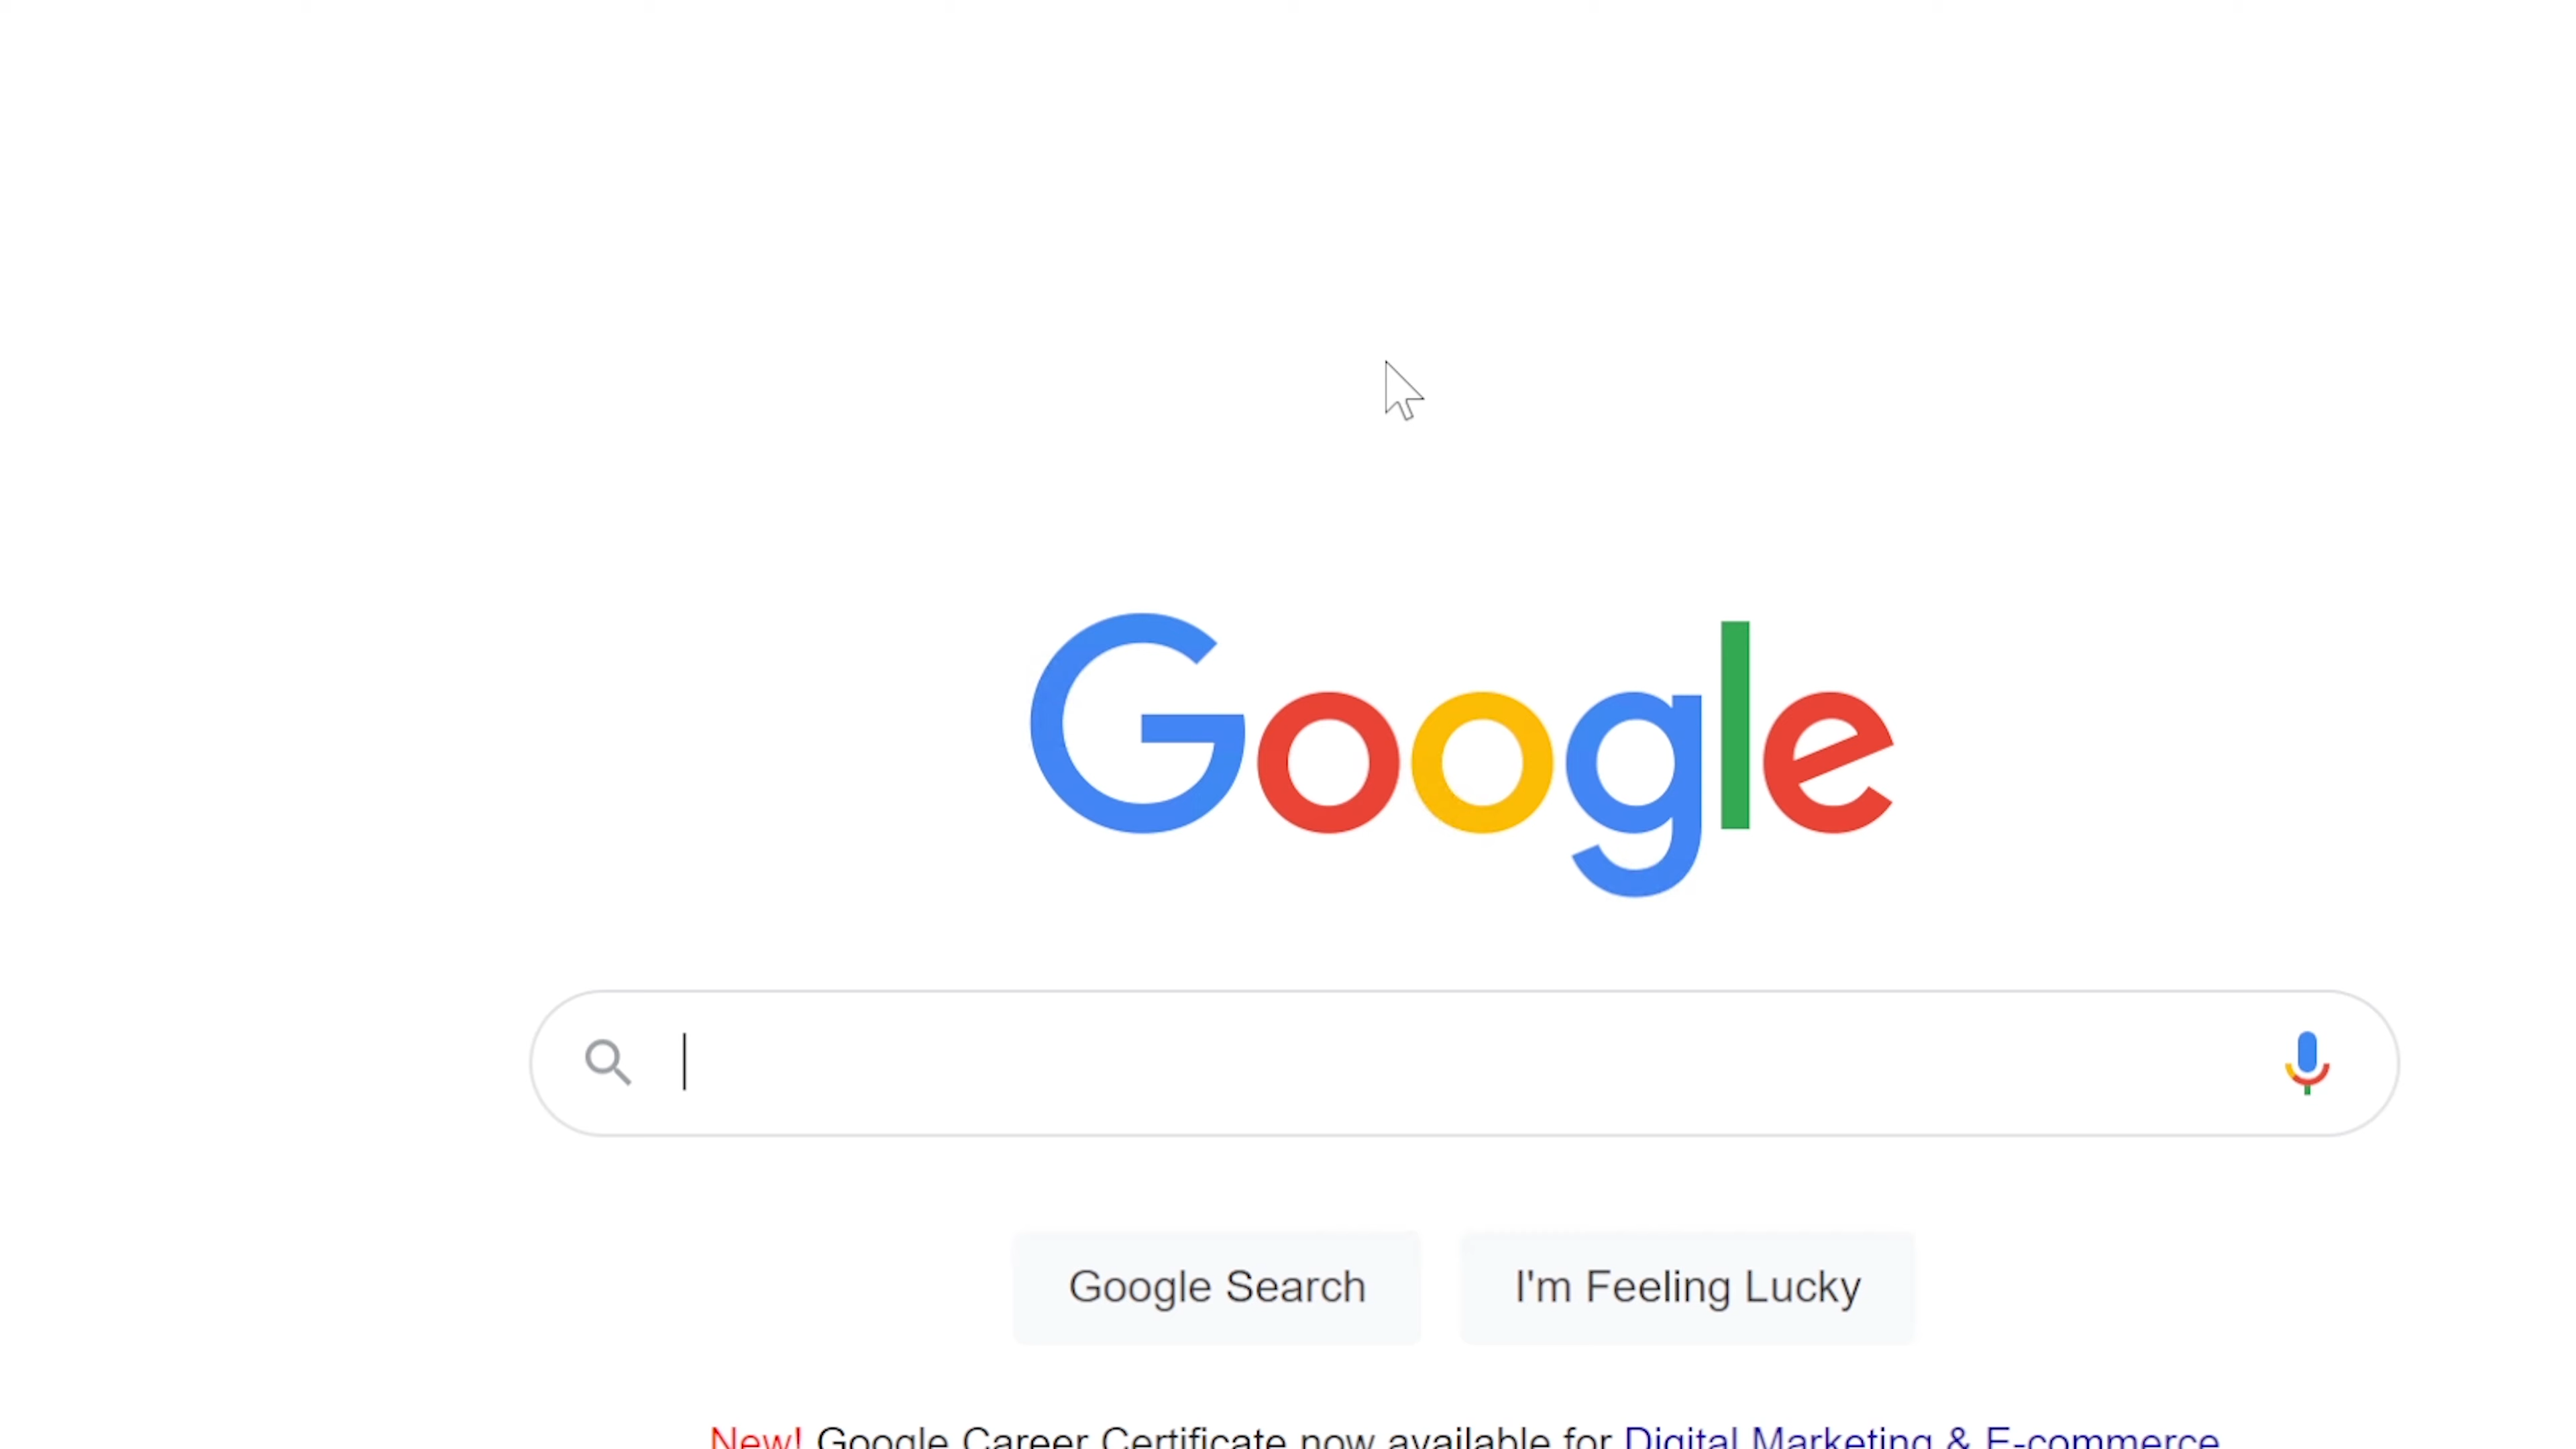 Google
Google Search
I'm Feeling Lucky
New! Google Career Certificate now available for Digital Marketing & E-commerce